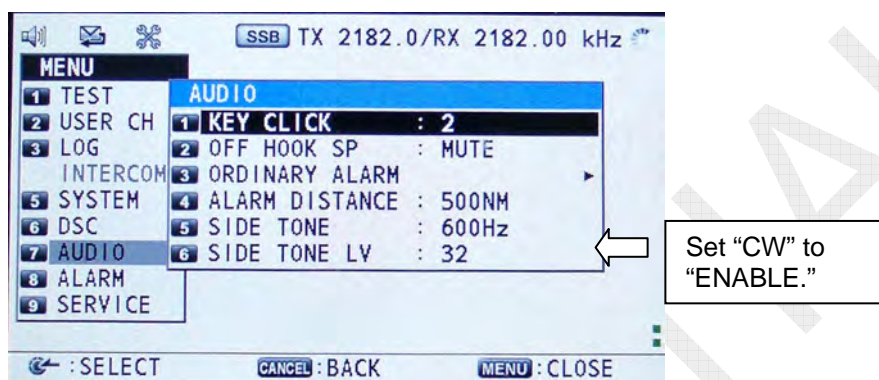 SSB TX 2182.0/RX 2182.00 kHz
MENU
1 TEST
2 USER CH
3 LOG
INTERCOM
5 SYSTEM
6 DSC
7 AUDIO
8 ALARM
9 SERVICE
AUDIO
1 KEY CLICK : 2
2 OFF HOOK SP : MUTE
3 ORDINARY ALARM
4 ALARM DISTANCE : 500NM
5 SIDE TONE : 600Hz
6 SIDE TONE LV : 32
Set “CW” to
“ENABLE.”
: SELECT CANCEL : BACK MENU : CLOSE